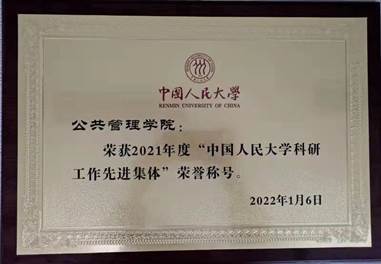 中国人民大学
RENMIN UNIVERSITY OF CHINA
公共管理学院：
荣获2021年度“中国人民大学科研
工作先进集体”荣誉称号。
2022年1月6日